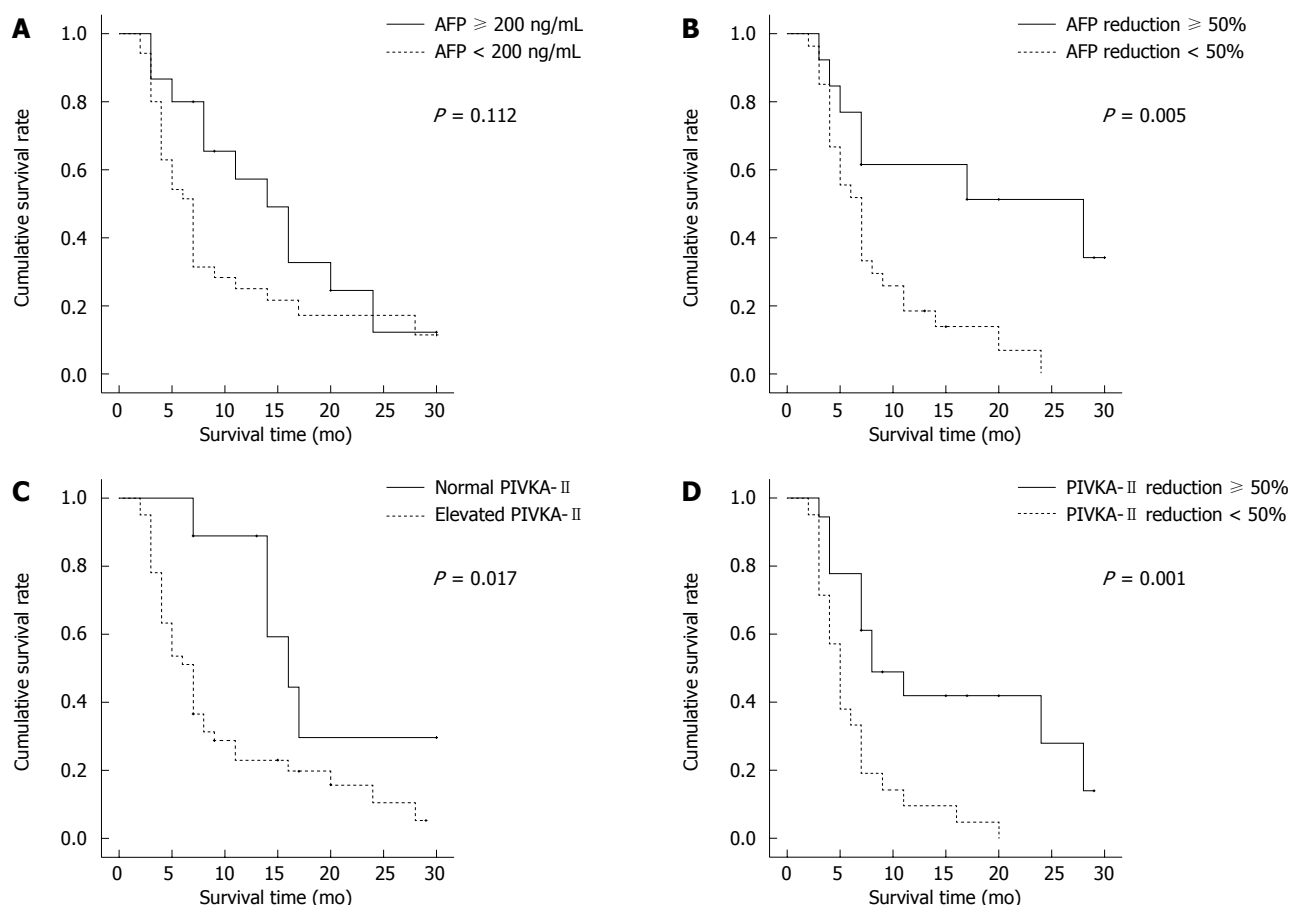 A
AFP ≥ 200 ng/mL
AFP < 200 ng/mL
P = 0.112
Cumulative survival rate
1.0
0.8
0.6
0.4
0.2
0.0
0 5 10 15 20 25 30
Survival time (mo)
B
AFP reduction ≥ 50%
AFP reduction < 50%
P = 0.005
Cumulative survival rate
1.0
0.8
0.6
0.4
0.2
0.0
0 5 10 15 20 25 30
Survival time (mo)
C
Normal PIVKA-Ⅱ
Elevated PIVKA-Ⅱ
P = 0.017
Cumulative survival rate
1.0
0.8
0.6
0.4
0.2
0.0
0 5 10 15 20 25 30
Survival time (mo)
D
PIVKA-Ⅱ reduction ≥ 50%
PIVKA-Ⅱ reduction < 50%
P = 0.001
Cumulative survival rate
1.0
0.8
0.6
0.4
0.2
0.0
0 5 10 15 20 25 30
Survival time (mo)